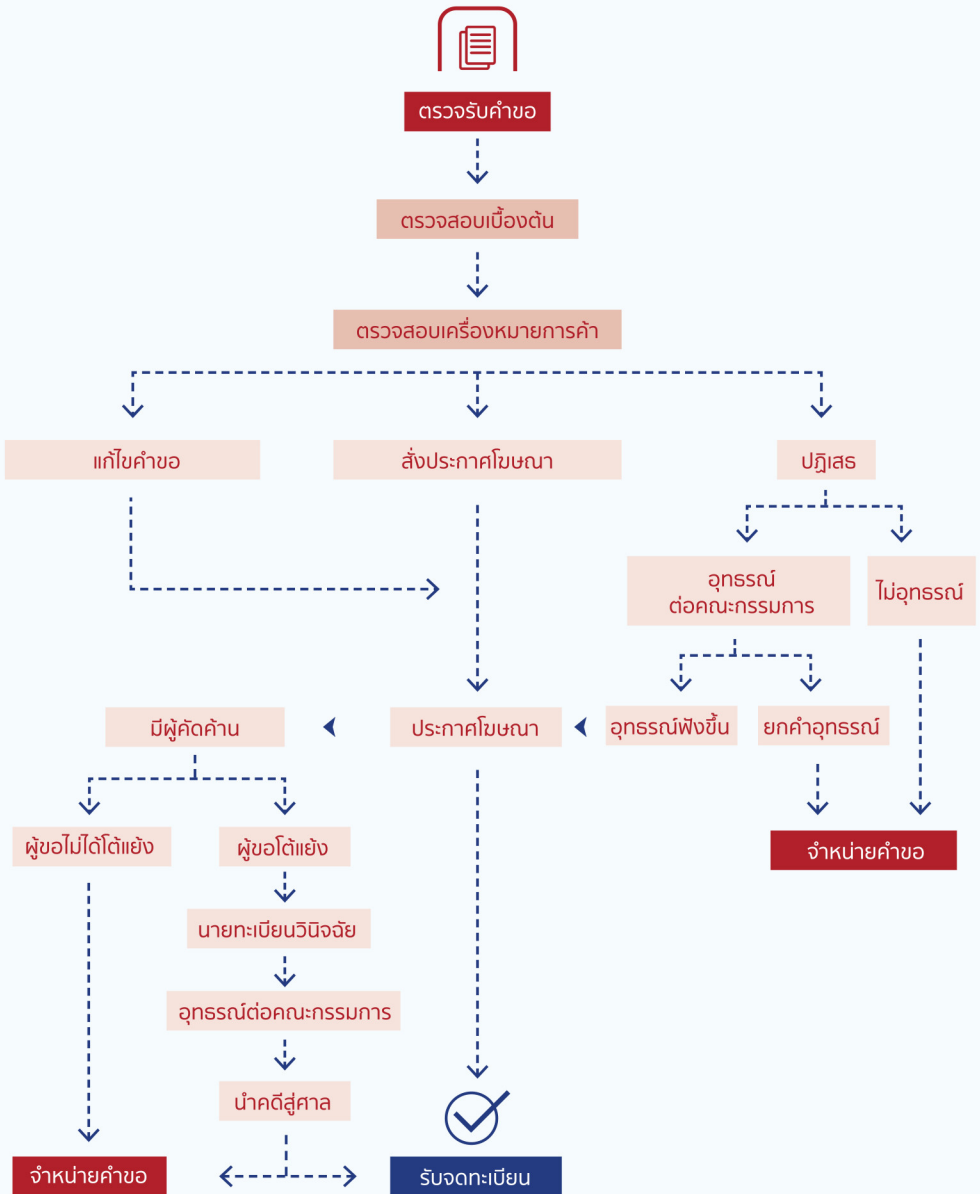 ตรวจรับคำขอ
ตรวจสอบเบื้องต้น
ตรวจสอบเครื่องหมายการค้า
แก้ไขคำขอ
สั่งประกาศโฆษณา
ปฏิเสธ
อุทธรณ์
ต่อคณะกรรมการ
ไม่อุทธรณ์
มีผู้คัดค้าน
ประกาศโฆษณา
อุทธรณ์ฟังขึ้น
ยกคำอุทธรณ์
ผู้ขอไม่ได้โต้แย้ง
ผู้ขอโต้แย้ง
จำหน่ายคำขอ
นายทะเบียนวินิจฉัย
อุทธรณ์ต่อคณะกรรมการ
นำคดีสู่ศาล
จำหน่ายคำขอ
รับจดทะเบียน